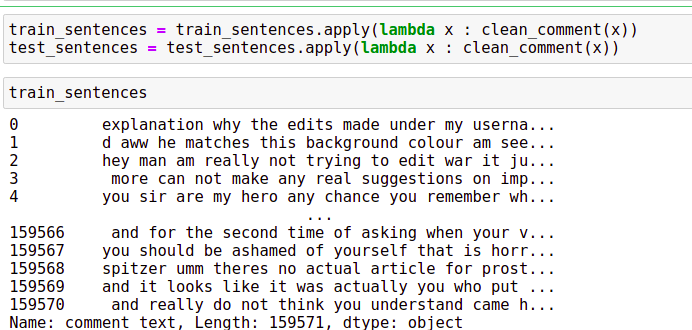 train_sentences = train_sentences.apply(lambda x : clean_comment(x))
test_sentences = test_sentences.apply(lambda x : clean_comment(x))
train_sentences
0         explanation why the edits made under my userna...
1         d aww he matches this background colour am see...
2         hey man am really not trying to edit war it ju...
3          more can not make any real suggestions on imp...
4         you sir are my hero any chance you remember wh...
                                ...
159566     and for the second time of asking when your v...
159567    you should be ashamed of yourself that is horr...
159568    spitzer umm theres no actual article for prost...
159569    and it looks like it was actually you who put ...
159570     and really do not think you understand came h...
Name: comment_text, Length: 159571, dtype: object